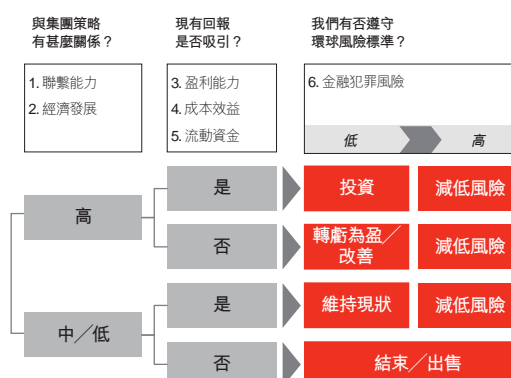 與集團策略
有甚麼關係？
現有回報
是否吸引？
我們有否遵守
環球風險標準？
1. 聯繫能力
2. 經濟發展
3. 盈利能力
4. 成本效益
5. 流動資金
6. 金融犯罪風險
低
高
高
是
投資
減低風險
否
轉虧為盈／
改善
減低風險
中／低
是
維持現狀
減低風險
否
結束／出售